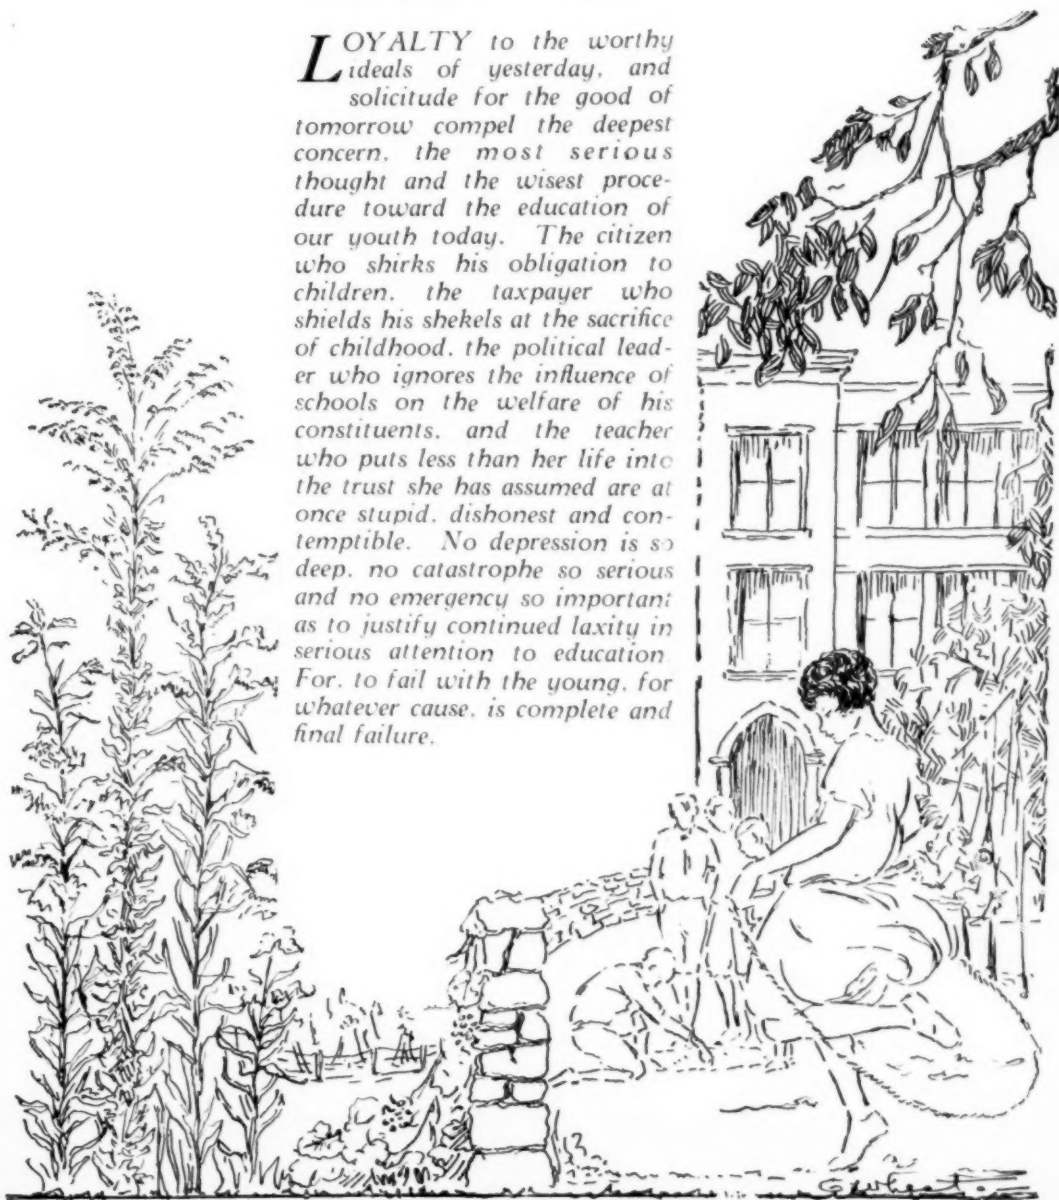 LOYALTY to the worthy
ideals of yesterday, and
solicitude for the good of
tomorrow compel the deepest
concern, the most serious
thought and the wisest proce-
dure toward the education of
our youth today. The citizen
who shirks his obligation to
children, the taxpayer who
shields his shekels at the sacrifice
of childhood, the political lead-
er who ignores the influence of
schools on the welfare of his
constituents, and the teacher
who puts less than her life into
the trust she has assumed are at
once stupid, dishonest and con-
temptible. No depression is so
deep, no catastrophe so serious
and no emergency so important
as to justify continued laxity in
serious attention to education.
For, to fail with the young, for
whatever cause, is complete and
final failure.